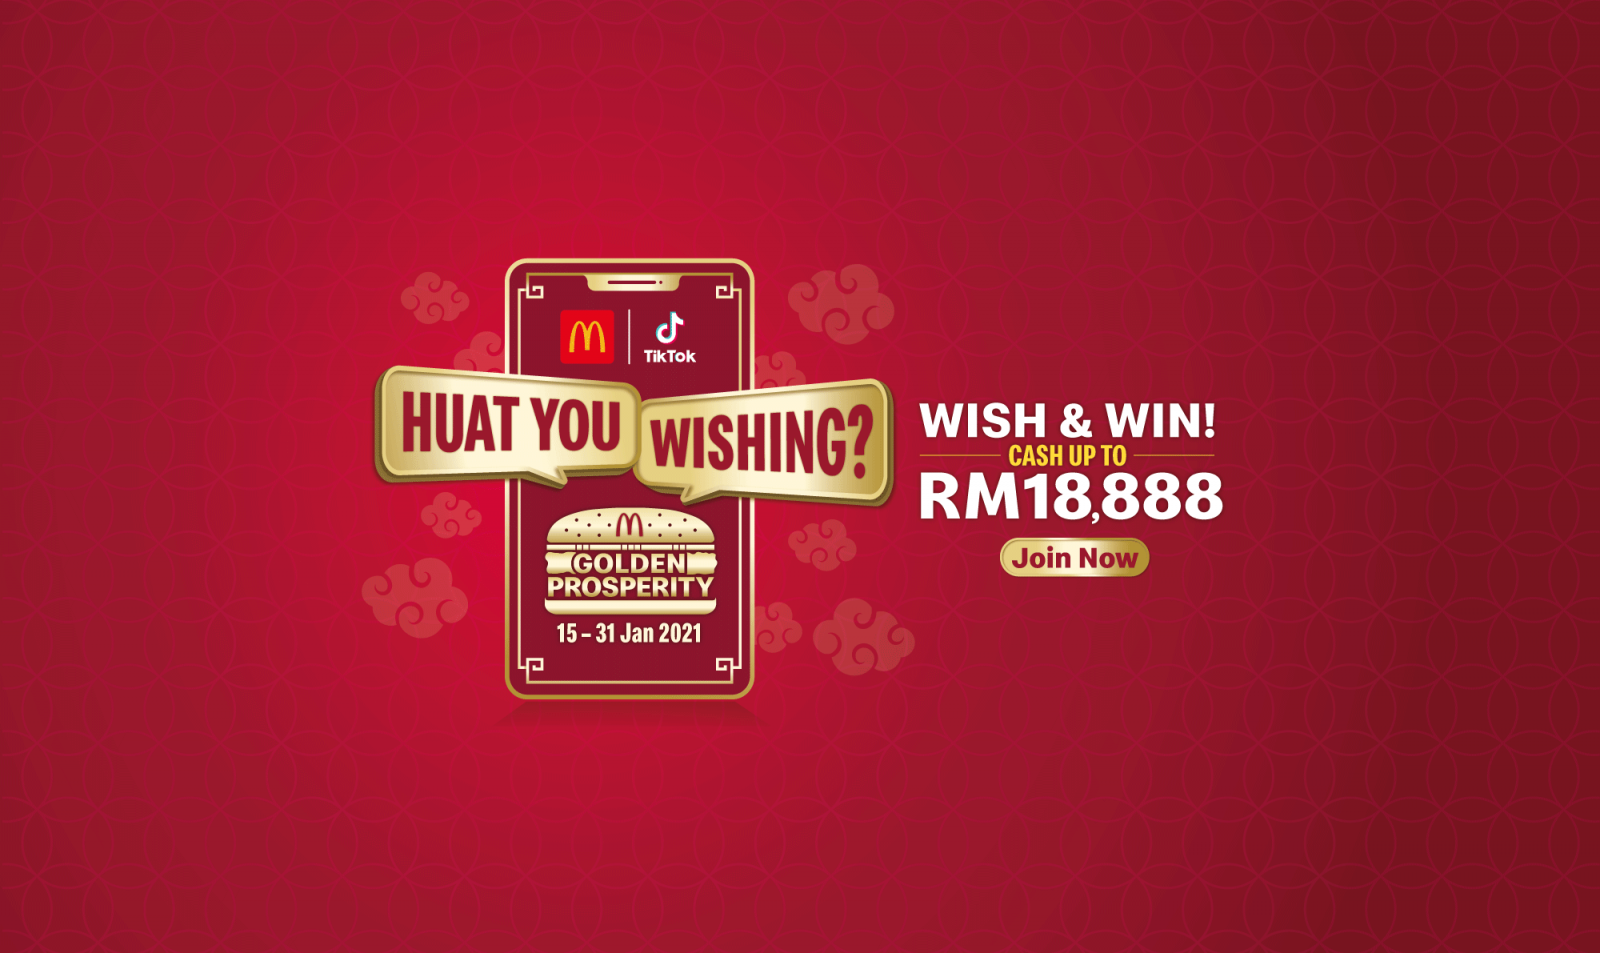 TikTok
HUAT YOU
WISHING?
GOLDEN
PROSPERITY
15 – 31 Jan 2021
WISH & WIN!
CASH UP TO
RM18,888
Join Now